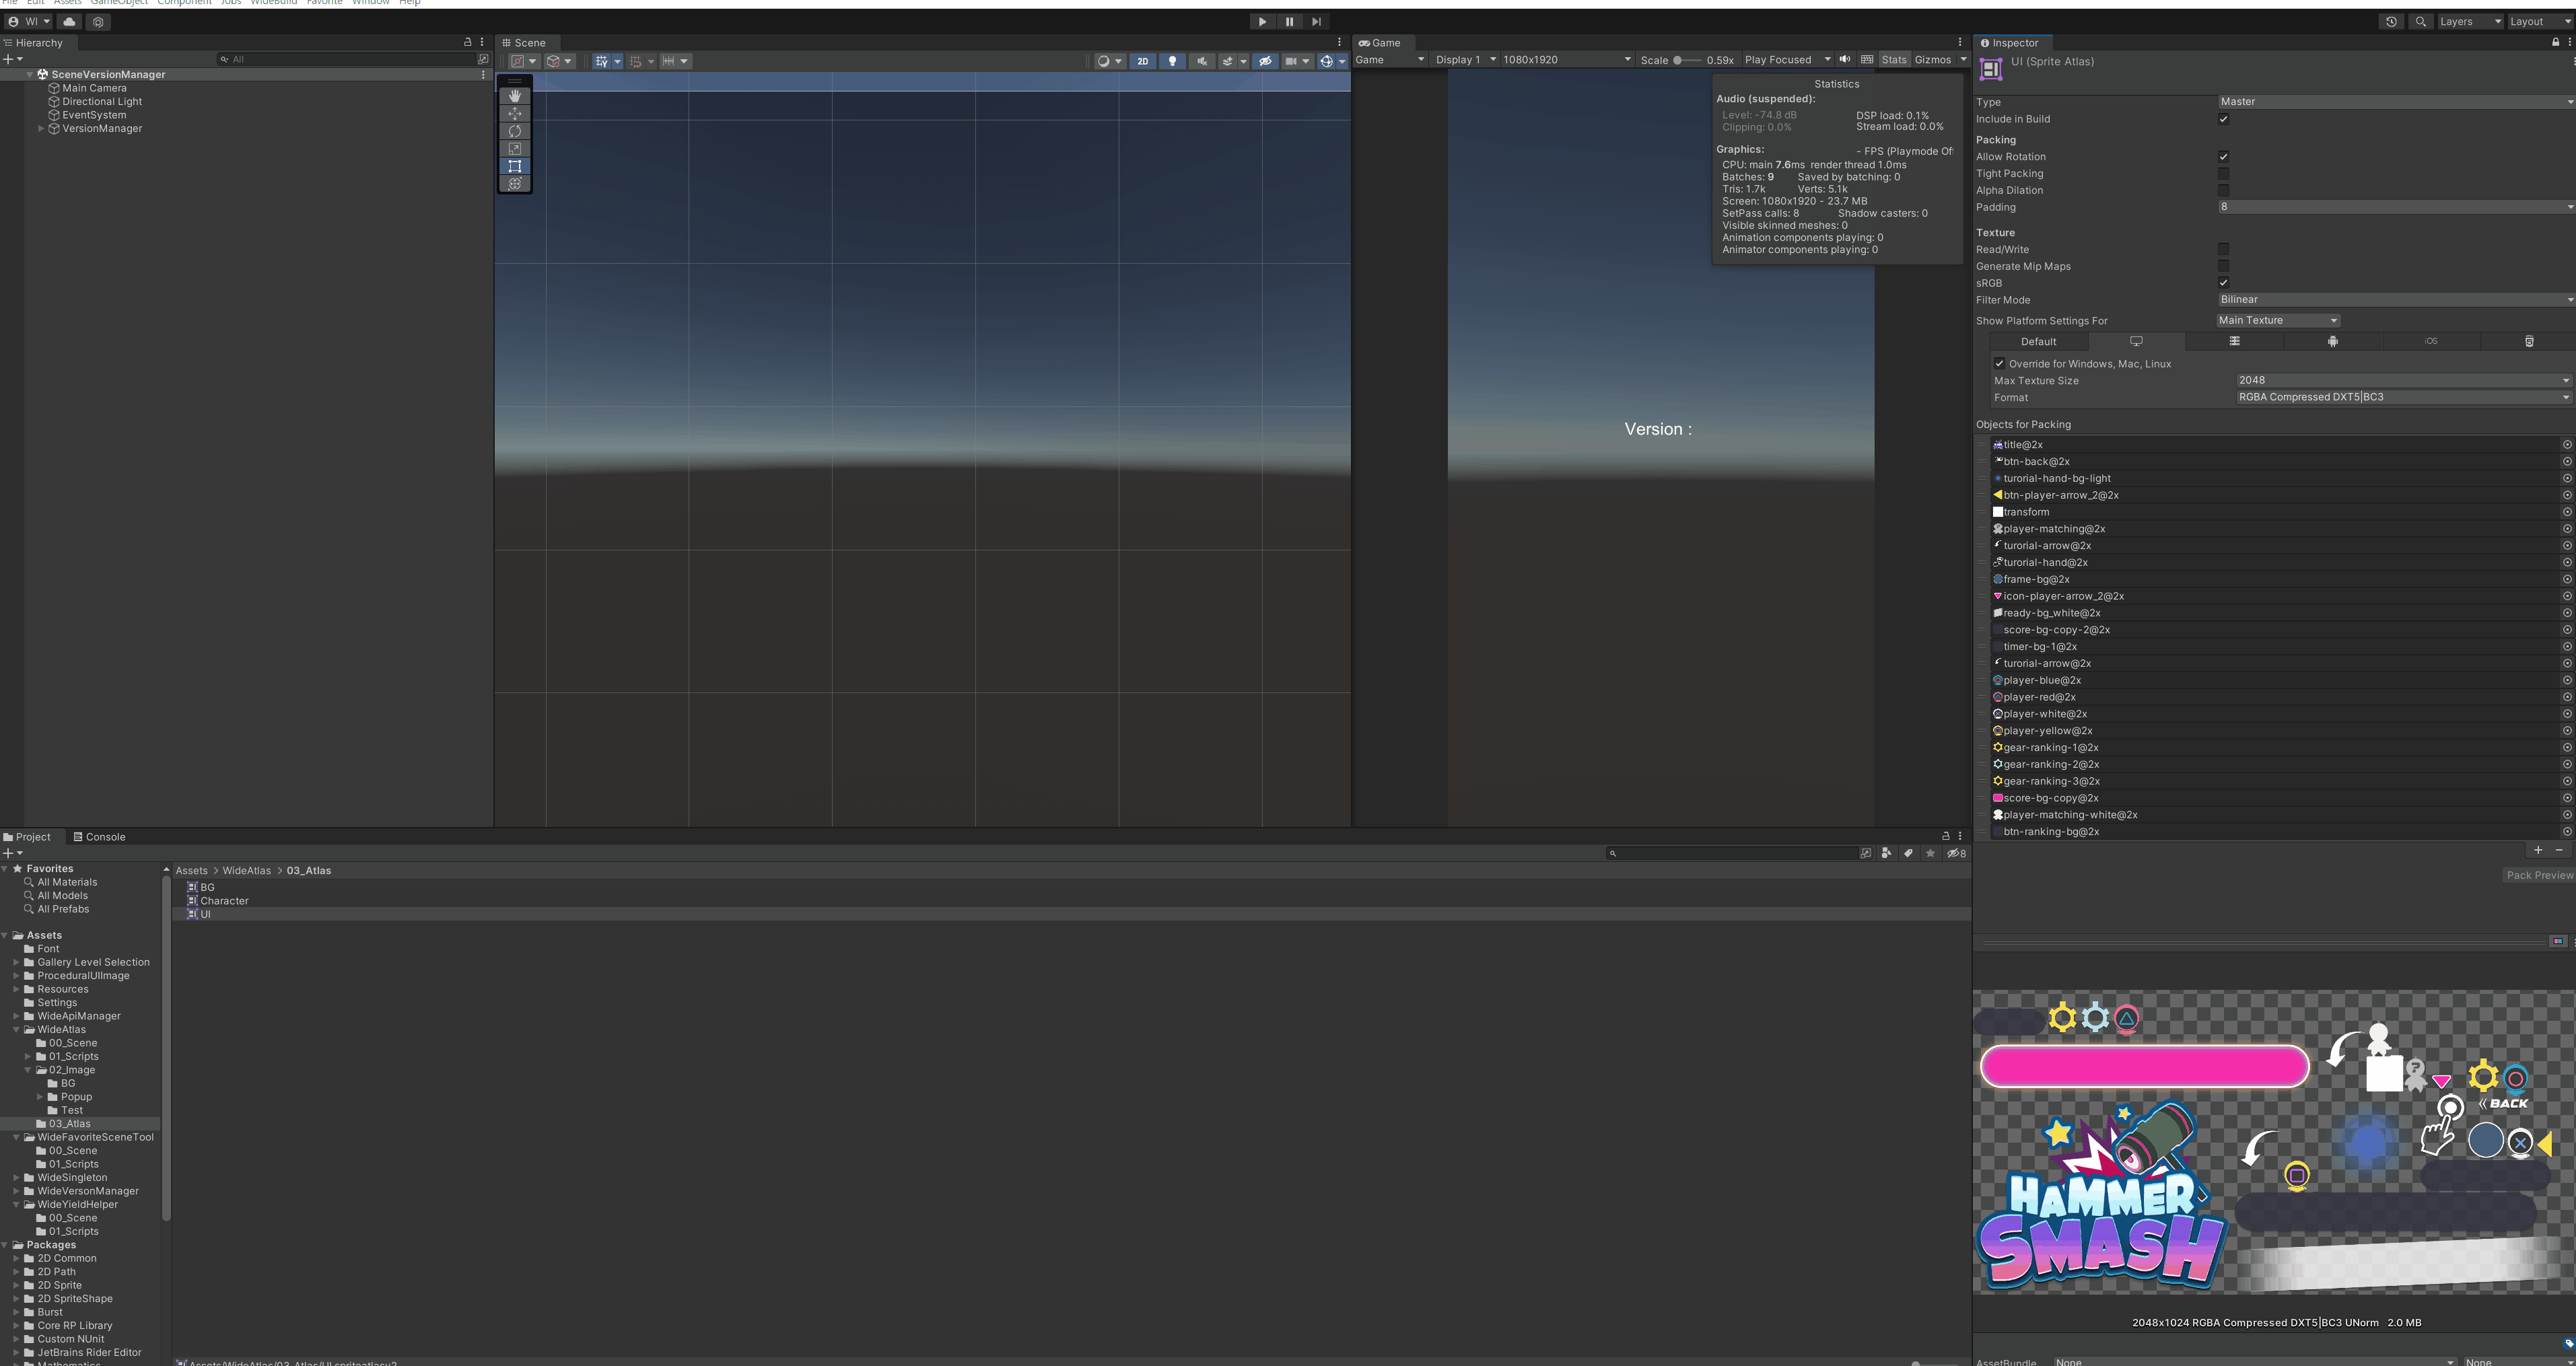 File Edit Assets GameObject Component Jobs WideBuild Favorite Window Help
WI
Layers
Layout
Hierarchy
All
SceneVersionManager
Main Camera
Directional Light
EventSystem
VersionManager
Scene
2D
Game
Game
Display 1
1080x1920
Scale
0.59x
Play Focused
Stats
Gizmos
Statistics
Audio (suspended):
Level: -74.8 dB
DSP load: 0.1%
Clipping: 0.0%
Stream load: 0.0%
Graphics:
- FPS (Playmode Of
CPU: main 7.6ms render thread 1.0ms
Batches: 9
Saved by batching: 0
Tris: 1.7k
Verts: 5.1k
Screen: 1080x1920 - 23.7 MB
SetPass calls: 8
Shadow casters: 0
Visible skinned meshes: 0
Animation components playing: 0
Animator components playing: 0
Version :
Inspector
UI (Sprite Atlas)
Type
Master
Include in Build
Packing
Allow Rotation
Tight Packing
Alpha Dilation
Padding
8
Texture
Read/Write
Generate Mip Maps
sRGB
Filter Mode
Bilinear
Show Platform Settings For
Main Texture
Default
iOS
Override for Windows, Mac, Linux
Max Texture Size
2048
Format
RGBA Compressed DXT5|BC3
Objects for Packing
title@2x
btn-back@2x
turorial-hand-bg-light
btn-player-arrow_2@2x
transform
player-matching@2x
turorial-arrow@2x
turorial-hand@2x
frame-bg@2x
icon-player-arrow_2@2x
ready-bg_white@2x
score-bg-copy-2@2x
timer-bg-1@2x
turorial-arrow@2x
player-blue@2x
player-red@2x
player-white@2x
player-yellow@2x
gear-ranking-1@2x
gear-ranking-2@2x
gear-ranking-3@2x
score-bg-copy@2x
player-matching-white@2x
btn-ranking-bg@2x
Pack Preview
BACK
HAMMER
SMASH
2048x1024 RGBA Compressed DXT5|BC3 UNorm 2.0 MB
AssetBundle
None
None
Project
Console
8
Favorites
All Materials
All Models
All Prefabs
Assets
Font
Gallery Level Selection
ProceduralUIImage
Resources
Settings
WideApiManager
WideAtlas
00_Scene
01_Scripts
02_Image
BG
Popup
Test
03_Atlas
WideFavoriteSceneTool
00_Scene
01_Scripts
WideSingleton
WideVersonManager
WideYieldHelper
00_Scene
01_Scripts
Packages
2D Common
2D Path
2D Sprite
2D SpriteShape
Burst
Core RP Library
Custom NUnit
JetBrains Rider Editor
Mathematics
Assets > WideAtlas > 03_Atlas
BG
Character
UI
Assets/WideAtlas/03_Atlas/UI.spriteatlasv2